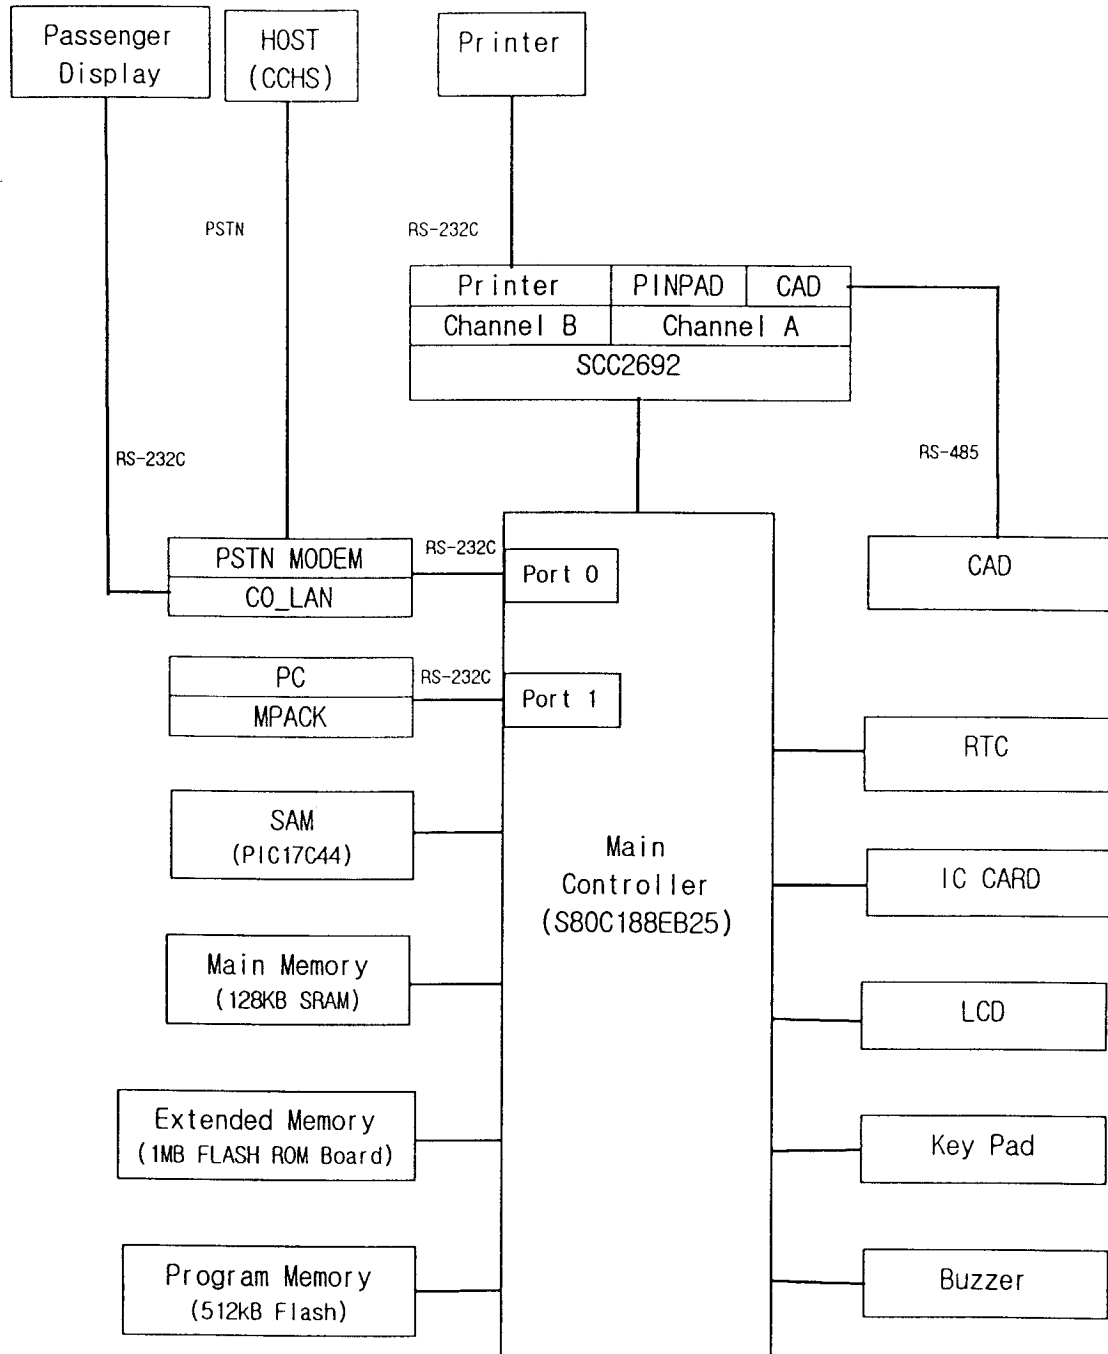 Passenger
Display
HOST
(CCHS)
Printer
PSTN
RS-232C
Printer
PINPAD
CAD
Channel B
Channel A
SCC2692
RS-232C
RS-485
PSTN MODEM
CO_LAN
RS-232C
Port 0
CAD
PC
MPACK
RS-232C
Port 1
RTC
SAM
(PIC17C44)
Main
Controller
(S80C188EB25)
IC CARD
Main Memory
(128KB SRAM)
LCD
Extended Memory
(1MB FLASH ROM Board)
Key Pad
Program Memory
(512kB Flash)
Buzzer